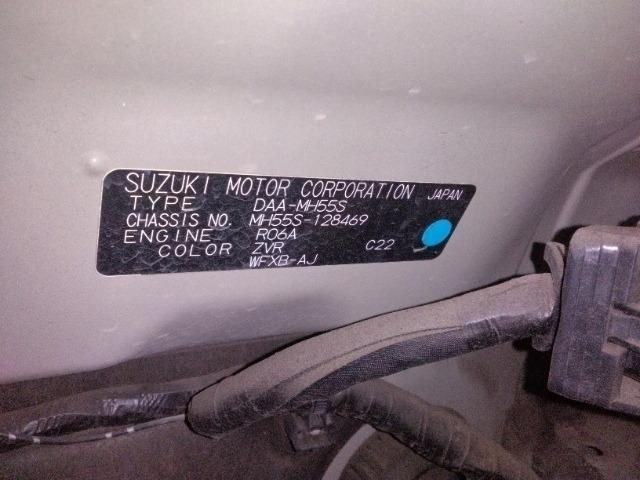 SUZUKI MOTOR CORPORATION JAPAN
TYPE DAA-MH55S
CHASSIS NO. MH55S-128469
ENGINE R06A
COLOR ZVR C22
WFXB-AJ